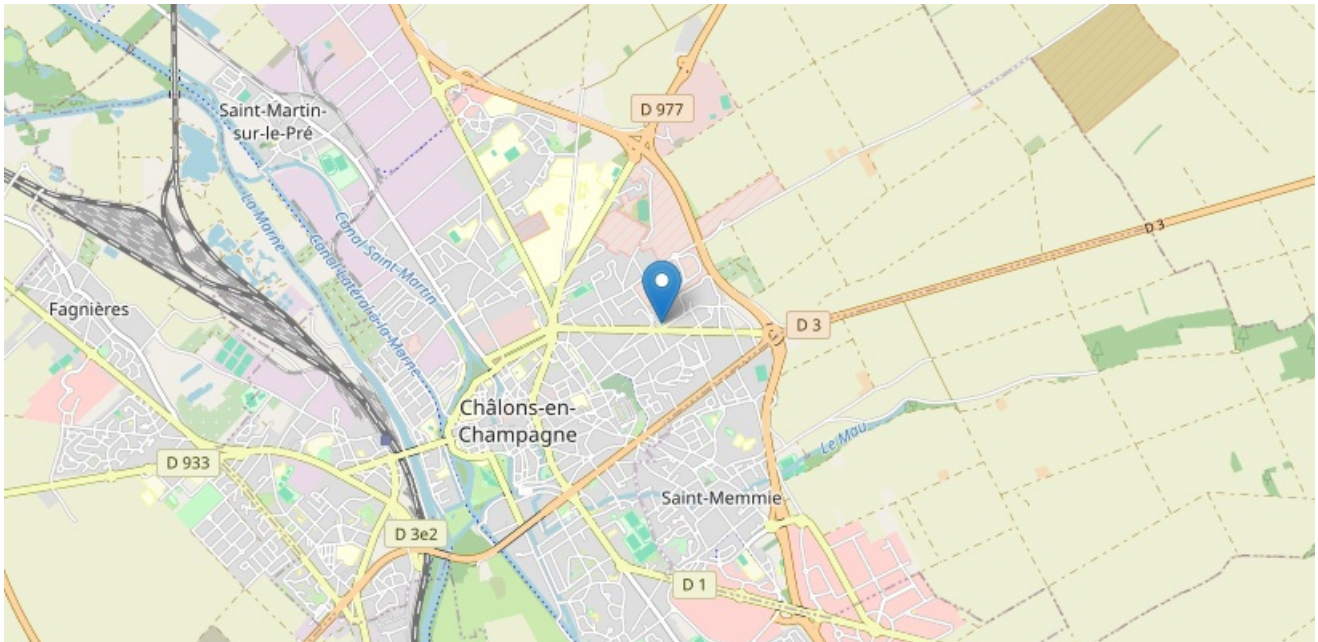 Saint-Martin-
sur-le-Pré
D 977
La Marne
Canal Saint-Martin
Canal Latéral à la Marne
D 3
Fagnières
D 3
Châlons-en-
Champagne
Le Mau
D 933
Saint-Memmie
D 3e2
D 1